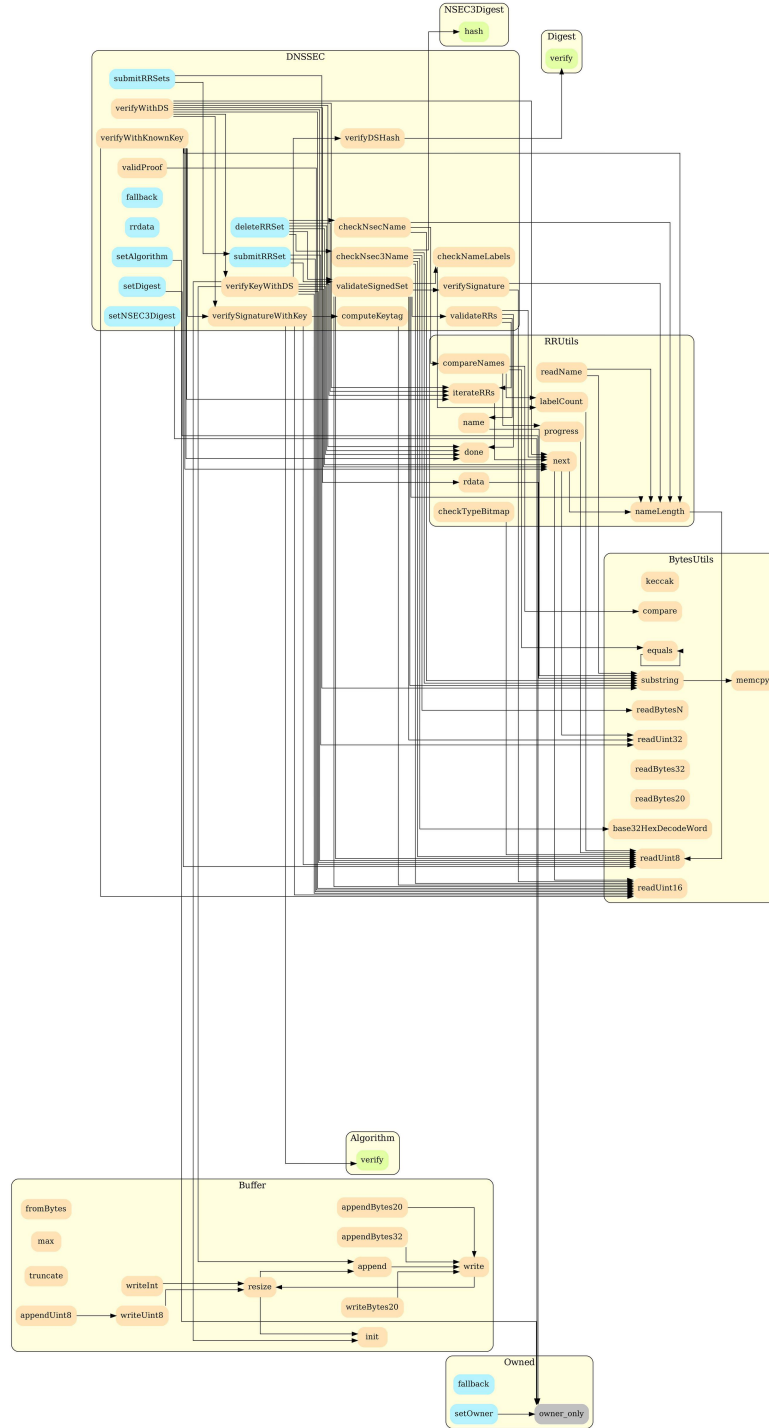 NSEC3Digest
hash
Digest
verify
DNSSEC
submitRRSets
verifyWithDS
verifyWithKnownKey
verifyDSHash
validProof
fallback
rrdata
deleteRRSet
checkNsecName
setAlgorithm
submitRRSet
checkNsec3Name
checkNameLabels
setDigest
verifyKeyWithDS
validateSignedSet
verifySignature
setNSEC3Digest
verifySignatureWithKey
computeKeytag
validateRRs
RRUtils
compareNames
readName
iterateRRs
labelCount
name
progress
done
next
rdata
checkTypeBitmap
nameLength
BytesUtils
keccak
compare
equals
substring
memcpy
readBytesN
readUint32
readBytes32
readBytes20
base32HexDecodeWord
readUint8
readUint16
Algorithm
verify
Buffer
fromBytes
appendBytes20
max
appendBytes32
truncate
append
write
writeInt
resize
appendUint8
writeUint8
writeBytes20
init
Owned
fallback
setOwner
owner_only